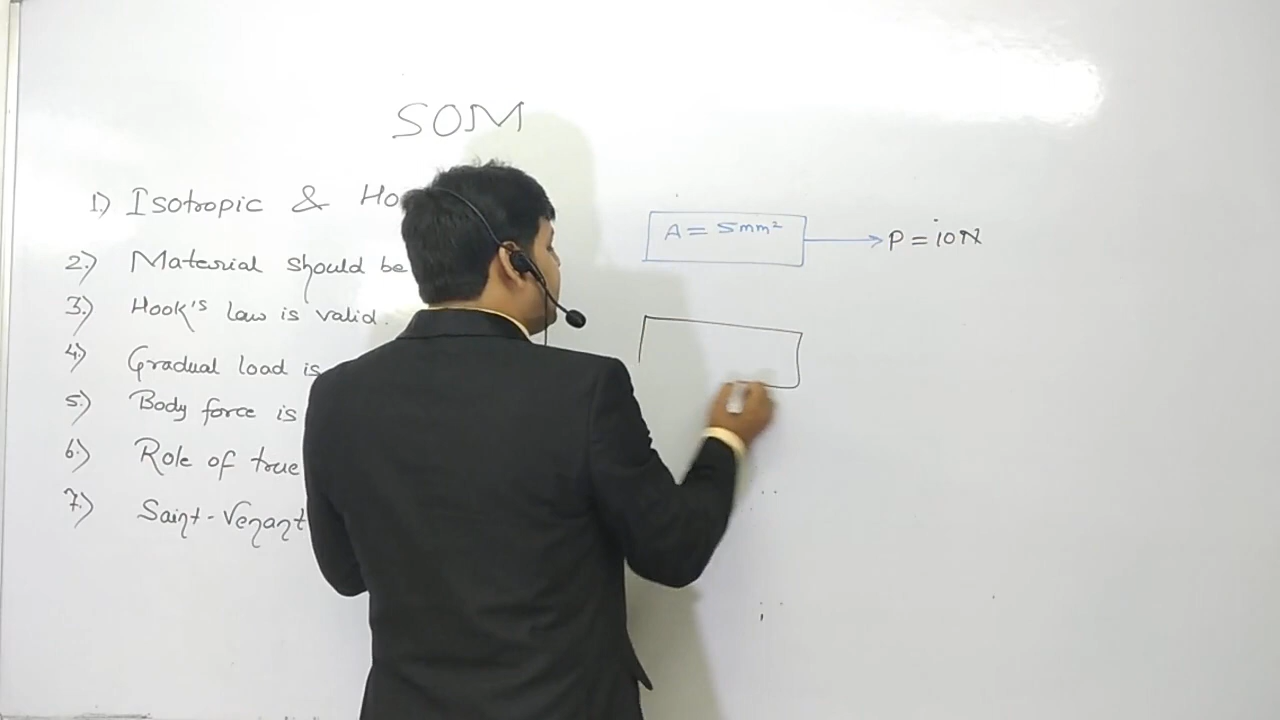 SOM
1) Isotropic & Ho
2.) Material should be
3.) Hook's law is valid.
4.) Gradual load is
5.) Body force is
6.) Role of true
7.) Saint-Venant
A = 5mm²
P = 10N